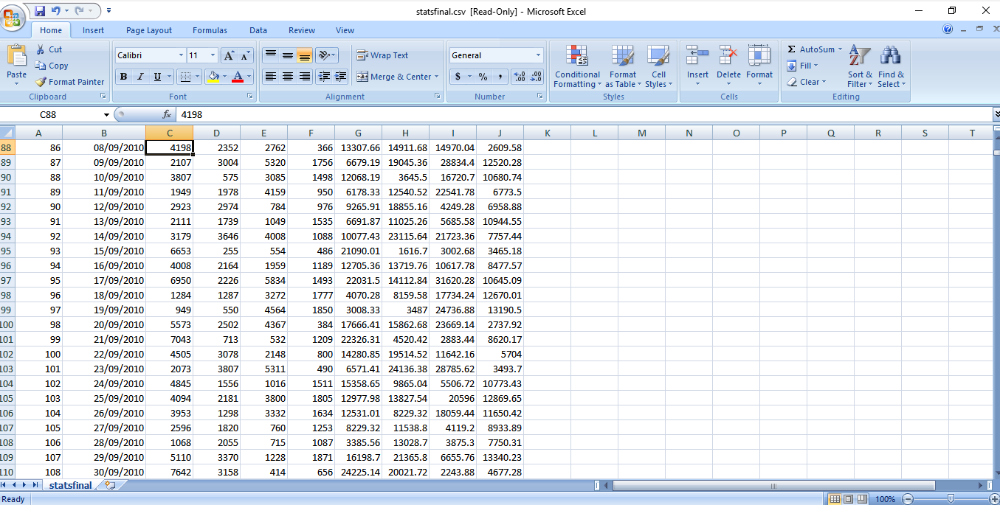 statsfinal.csv [Read-Only] - Microsoft Excel
Home Insert Page Layout Formulas Data Review View
Paste
Cut
Copy
Format Painter
Clipboard
Calibri 11 A A
B I U A
Font
Wrap Text
Merge & Center
Alignment
General
$ % , .0 .00 .00 .0
Number
Conditional Formatting
Format as Table
Cell Styles
Styles
Insert Delete Format
Cells
Σ AutoSum
Fill
Clear
Sort & Filter
Find & Select
Editing
C88 fx 4198
A B C D E F G H I J K L M N O P Q R S T
88 86 08/09/2010 4198 2352 2762 366 13307.66 14911.68 14970.04 2609.58
89 87 09/09/2010 2107 3004 5320 1756 6679.19 19045.36 28834.4 12520.28
90 88 10/09/2010 3807 575 3085 1498 12068.19 3645.5 16720.7 10680.74
91 89 11/09/2010 1949 1978 4159 950 6178.33 12540.52 22541.78 6773.5
92 90 12/09/2010 2923 2974 784 976 9265.91 18855.16 4249.28 6958.88
93 91 13/09/2010 2111 1739 1049 1535 6691.87 11025.26 5685.58 10944.55
94 92 14/09/2010 3179 3646 4008 1088 10077.43 23115.64 21723.36 7757.44
95 93 15/09/2010 6653 255 554 486 21090.01 1616.7 3002.68 3465.18
96 94 16/09/2010 4008 2164 1959 1189 12705.36 13719.76 10617.78 8477.57
97 95 17/09/2010 6950 2226 5834 1493 22031.5 14112.84 31620.28 10645.09
98 96 18/09/2010 1284 1287 3272 1777 4070.28 8159.58 17734.24 12670.01
99 97 19/09/2010 949 550 4564 1850 3008.33 3487 24736.88 13190.5
100 98 20/09/2010 5573 2502 4367 384 17666.41 15862.68 23669.14 2737.92
101 99 21/09/2010 7043 713 532 1209 22326.31 4520.42 2883.44 8620.17
102 100 22/09/2010 4505 3078 2148 800 14280.85 19514.52 11642.16 5704
103 101 23/09/2010 2073 3807 5311 490 6571.41 24136.38 28785.62 3493.7
104 102 24/09/2010 4845 1556 1016 1511 15358.65 9865.04 5506.72 10773.43
105 103 25/09/2010 4094 2181 3800 1805 12977.98 13827.54 20596 12869.65
106 104 26/09/2010 3953 1298 3332 1634 12531.01 8229.32 18059.44 11650.42
107 105 27/09/2010 2596 1820 760 1253 8229.32 11538.8 4119.2 8933.89
108 106 28/09/2010 1068 2055 715 1087 3385.56 13028.7 3875.3 7750.31
109 107 29/09/2010 5110 3370 1228 1871 16198.7 21365.8 6655.76 13340.23
110 108 30/09/2010 7642 3158 414 656 24225.14 20021.72 2243.88 4677.28
statsfinal
Ready 100%